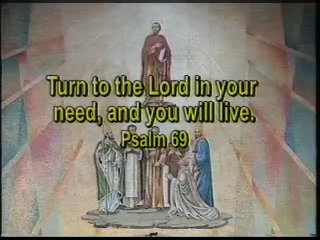 Turn to the Lord in your
need, and you will live.
Psalm 69